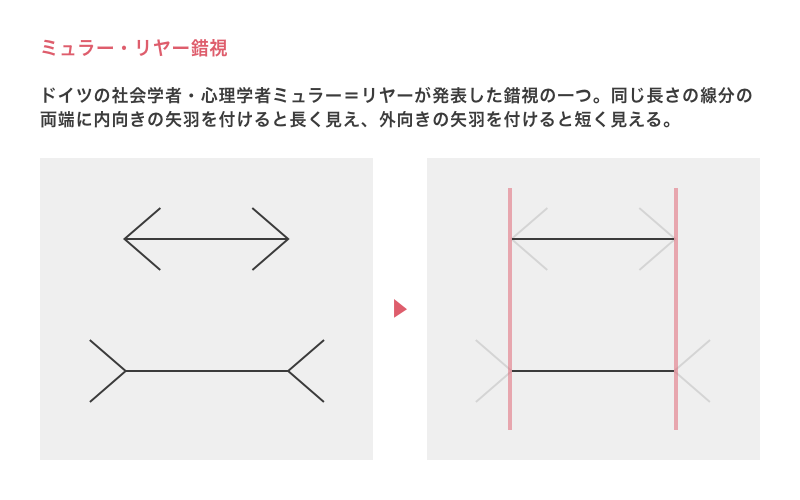 ミュラー・リヤー錯視
ドイツの社会学者・心理学者ミュラー＝リヤーが発表した錯視の一つ。同じ長さの線分の
両端に内向きの矢羽を付けると長く見え、外向きの矢羽を付けると短く見える。